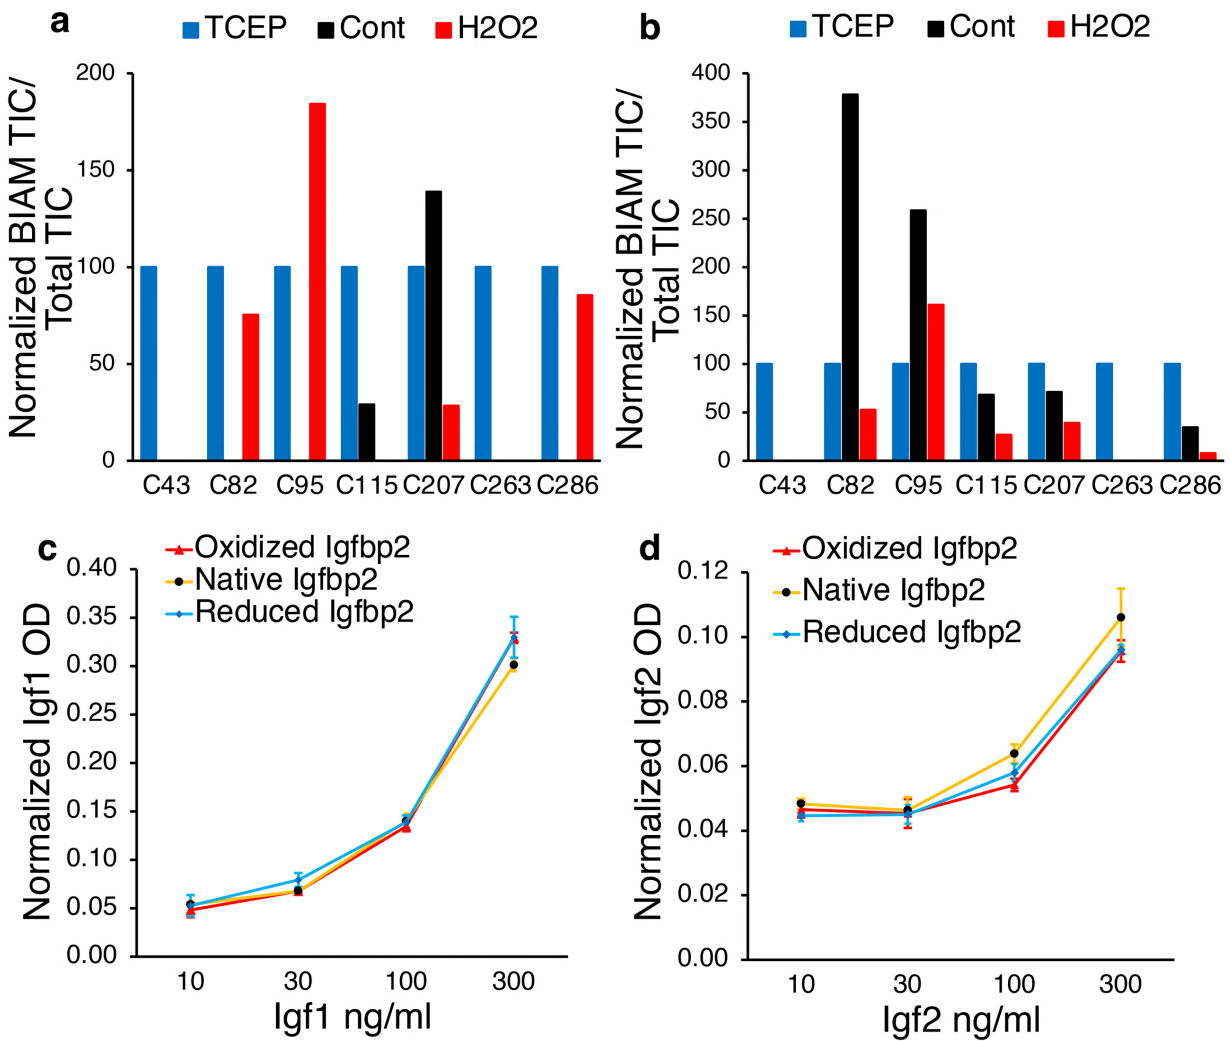 a
TCEP Cont H2O2
Normalized BIAM TIC/
Total TIC
200
150
100
50
0
C43 C82 C95 C115 C207 C263 C286
b
TCEP Cont H2O2
Normalized BIAM TIC/
Total TIC
400
350
300
250
200
150
100
50
0
C43 C82 C95 C115 C207 C263 C286
c
Oxidized Igfbp2
Native Igfbp2
Reduced Igfbp2
Normalized Igf1 OD
0.40
0.35
0.30
0.25
0.20
0.15
0.10
0.05
0.00
10 30 100 300
Igf1 ng/ml
d
Oxidized Igfbp2
Native Igfbp2
Reduced Igfbp2
Normalized Igf2 OD
0.12
0.10
0.08
0.06
0.04
0.02
0.00
10 30 100 300
Igf2 ng/ml